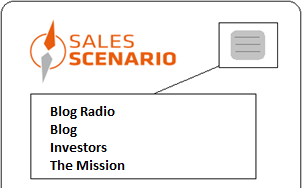 SALES
SCENARIO
Blog Radio
Blog
Investors
The Mission